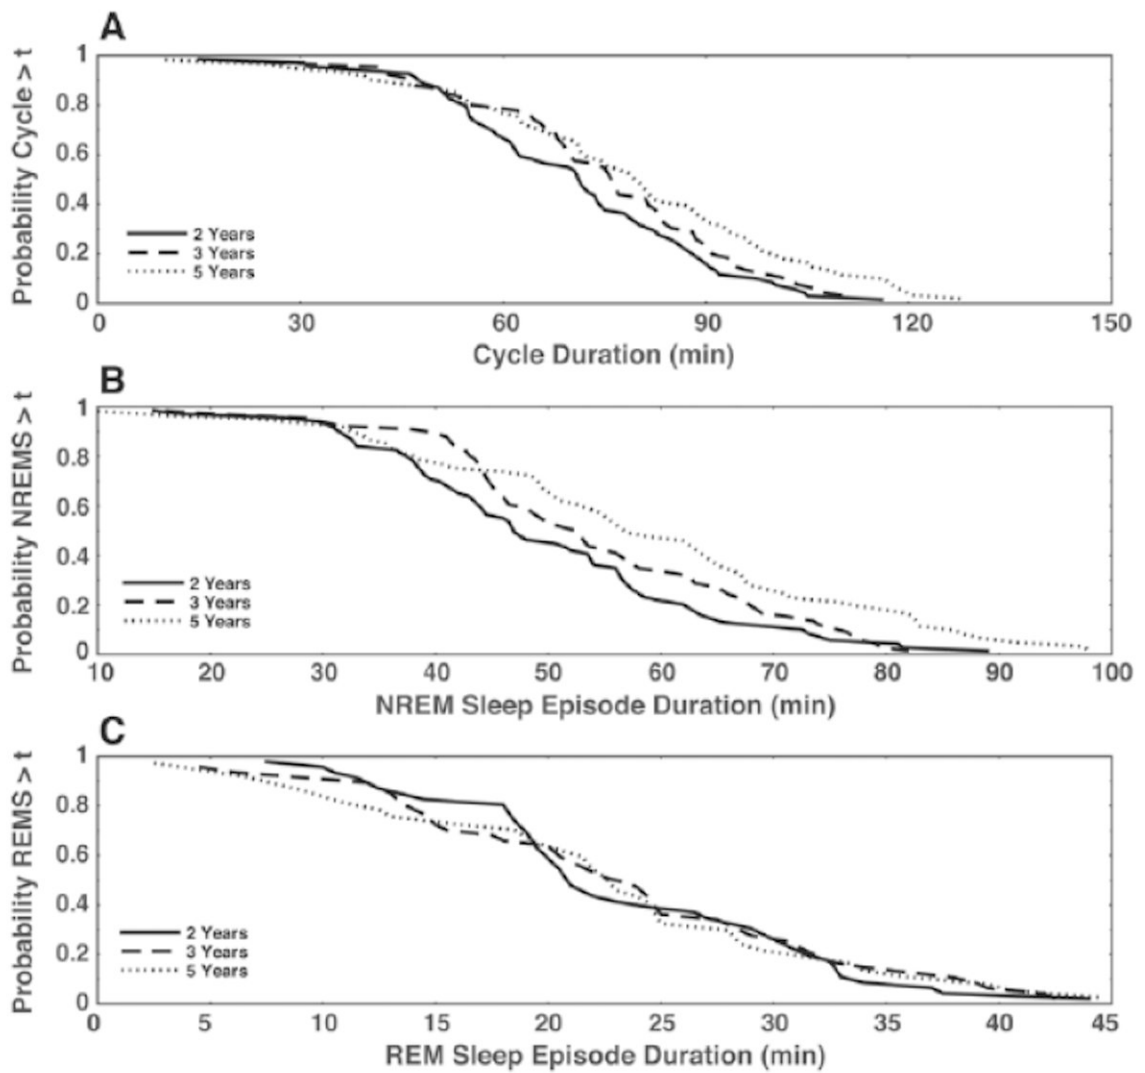 A
Probability Cycle > t
1
0.8
0.6
0.4
0.2
0
2 Years
3 Years
5 Years
0 30 60 90 120 150
Cycle Duration (min)
B
Probability NREMS > t
1
0.8
0.6
0.4
0.2
0
2 Years
3 Years
5 Years
10 20 30 40 50 60 70 80 90 100
NREM Sleep Episode Duration (min)
C
Probability REMS > t
1
0.8
0.6
0.4
0.2
0
2 Years
3 Years
5 Years
0 5 10 15 20 25 30 35 40 45
REM Sleep Episode Duration (min)